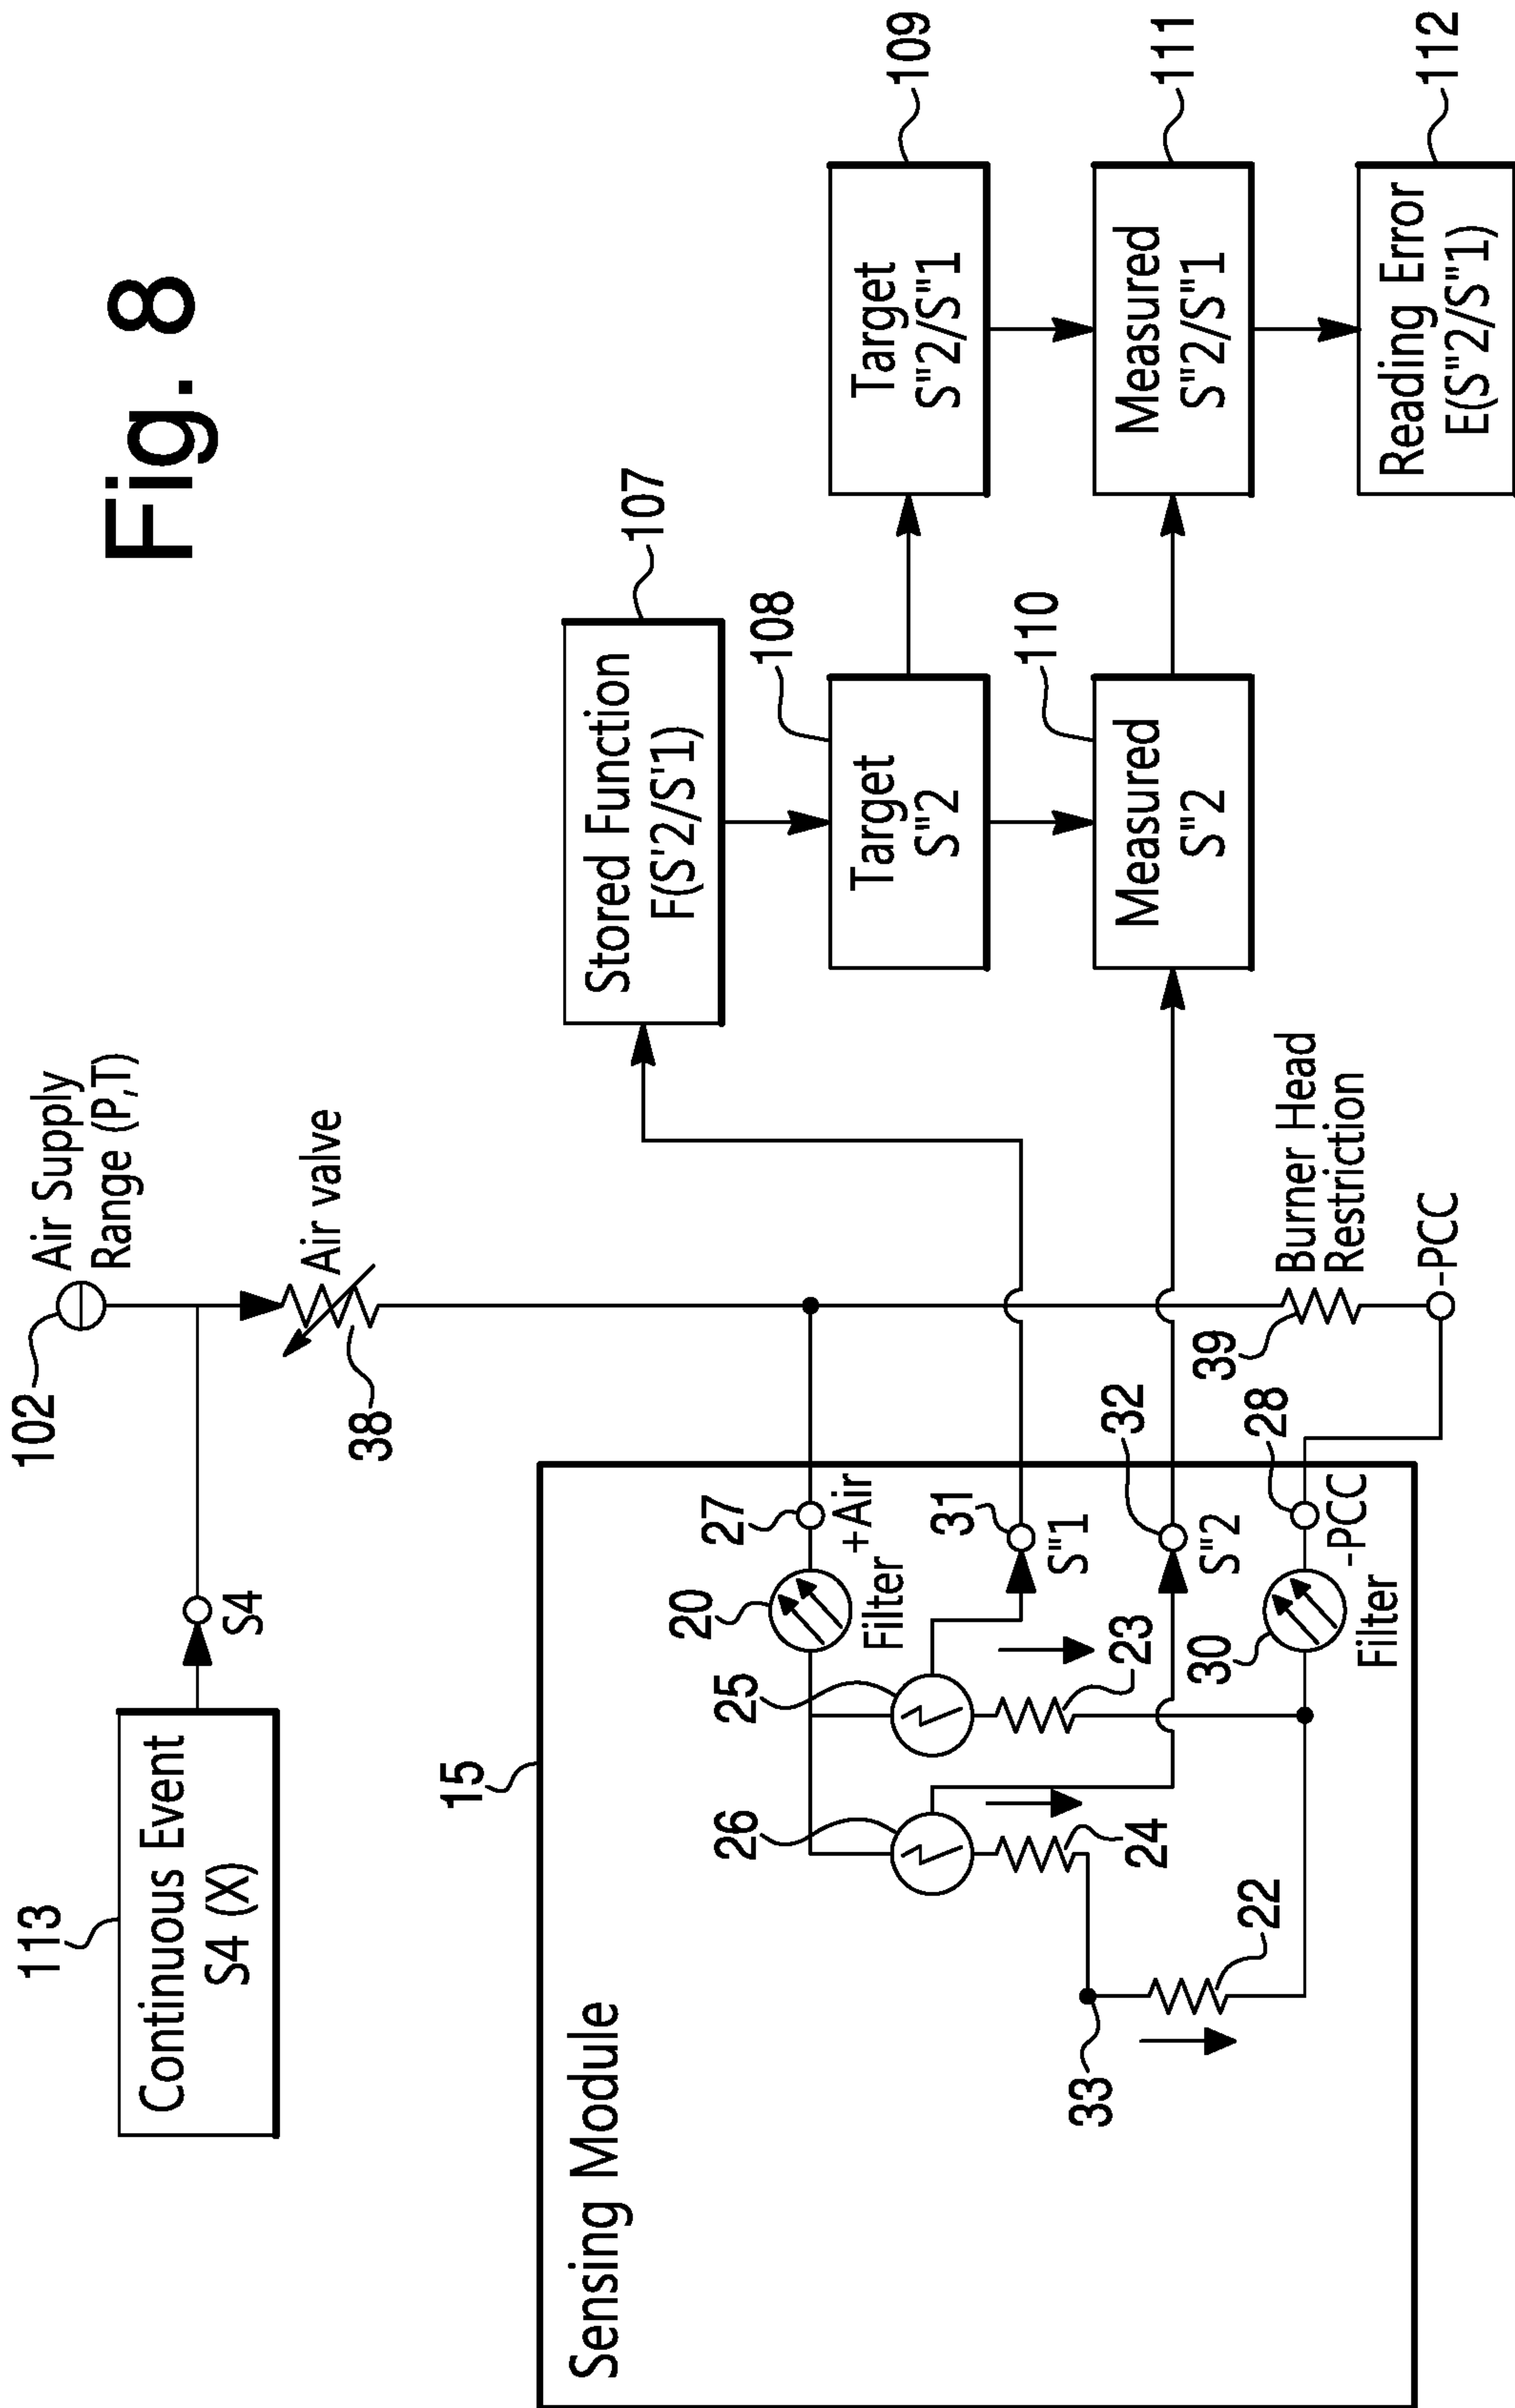 Fig. 8
102
Air Supply
Range (P,T)
113
Continuous Event
S4 (X)
S4
38
Air valve
15
Sensing Module
107
Stored Function
F(S'2/S'1)
108
Target
S"2
109
Target
S"2/S"1
110
Measured
S"2
111
Measured
S"2/S"1
112
Reading Error
E(S"2/S"1)
20
Filter
27
+Air
25
26
31
S"1
32
S"2
23
24
33
22
30
Filter
28
-PCC
39
Burner Head
Restriction
-PCC